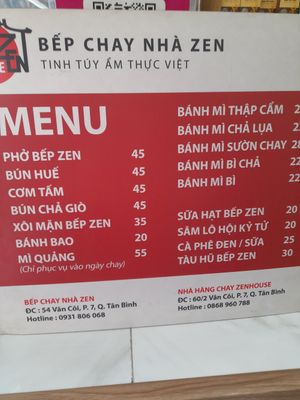 BẾP CHAY NHÀ ZEN
TINH TÚY ẨM THỰC VIỆT
MENU
PHỞ BẾP ZEN 45
BÚN HUẾ 45
CƠM TẤM 45
BÚN CHẢ GIÒ 45
XÔI MẶN BẾP ZEN 35
BÁNH BAO 20
MÌ QUẢNG 55
(Chỉ phục vụ vào ngày chay)
BÁNH MÌ THẬP CẨM
BÁNH MÌ CHẢ LỤA
BÁNH MÌ SƯỜN CHAY 28
BÁNH MÌ BÌ CHẢ 22
BÁNH MÌ BÌ 22
SỮA HẠT BẾP ZEN 20
SÂM LÔ HỘI KỶ TỬ 20
CÀ PHÊ ĐEN / SỮA 25
TÀU HŨ BẾP ZEN 30
BẾP CHAY NHÀ ZEN
ĐC : 54 Văn Côi, P. 7, Q. Tân Bình
Hotline : 0931 806 068
NHÀ HÀNG CHAY ZENHOUSE
ĐC : 60/2 Văn Côi, P. 7, Q. Tân Bình
Hotline : 0868 960 788